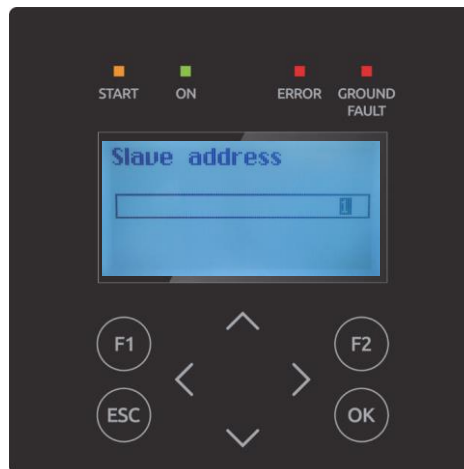 START ON ERROR GROUND
FAULT
Slave address
1
F1 F2
ESC OK